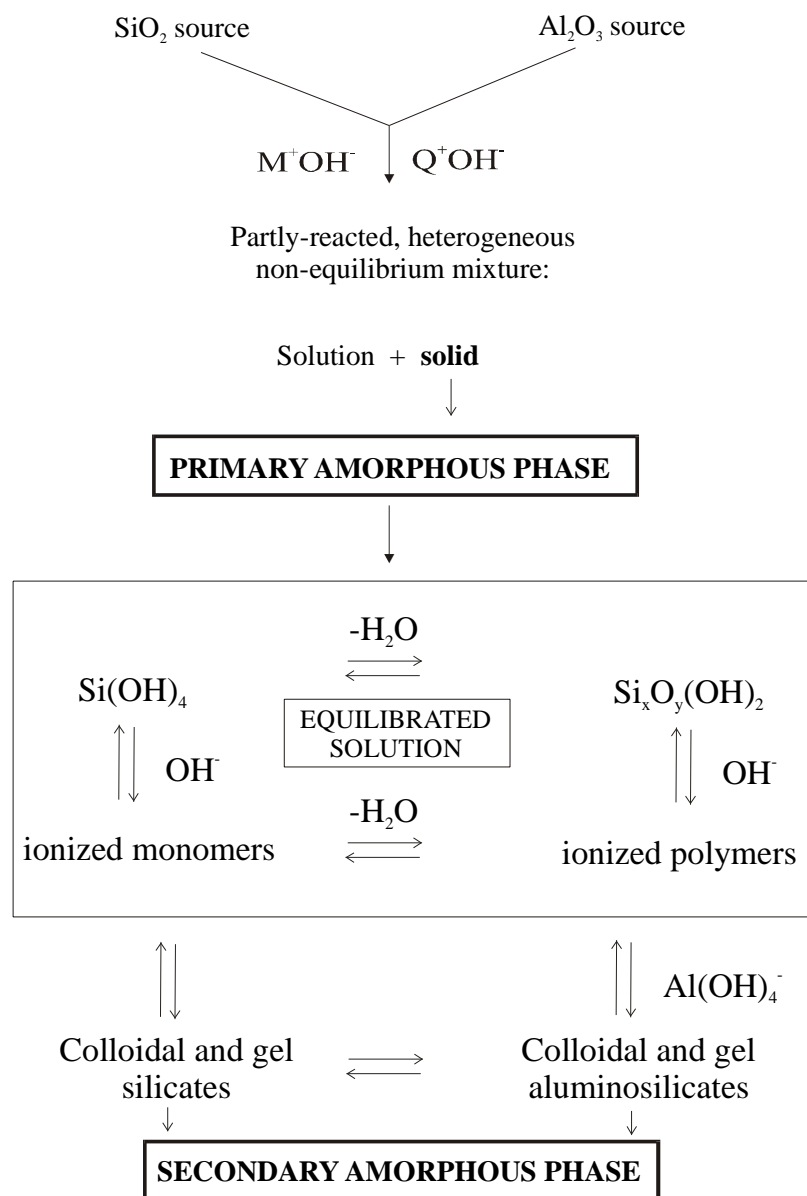 SiO₂ source
Al₂O₃ source
M⁺OH⁻ Q⁺OH⁻
Partly-reacted, heterogeneous
non-equilibrium mixture:
Solution + solid
PRIMARY AMORPHOUS PHASE
-H₂O
Si(OH)₄
SiₓOᵧ(OH)₂
EQUILIBRATED
SOLUTION
OH⁻
OH⁻
-H₂O
ionized monomers
ionized polymers
Al(OH)₄⁻
Colloidal and gel
silicates
Colloidal and gel
aluminosilicates
SECONDARY AMORPHOUS PHASE